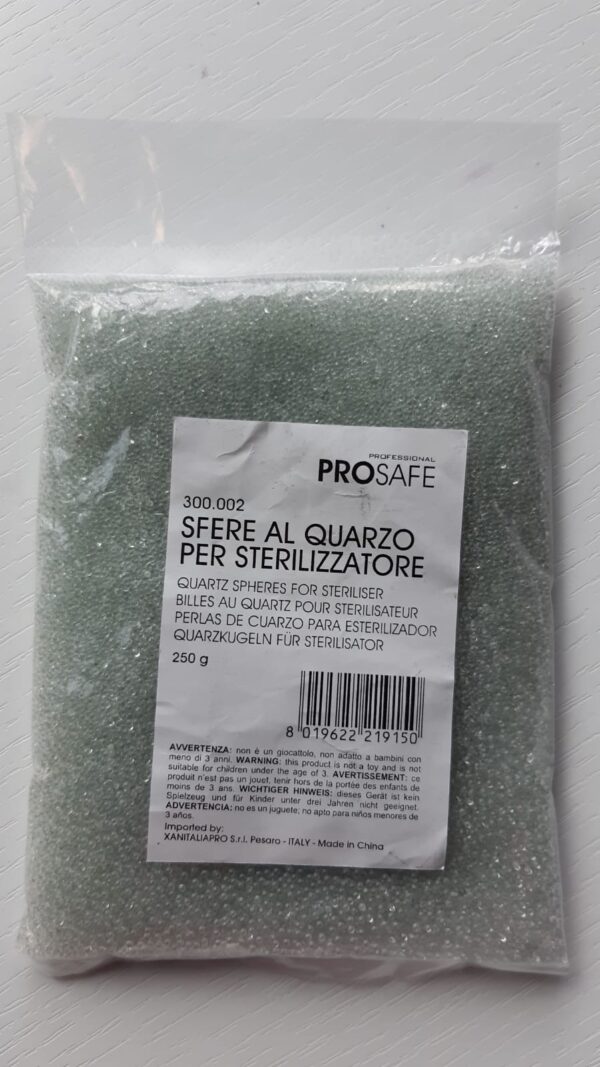 PROFESSIONAL
PROSAFE
300.002
SFERE AL QUARZO
PER STERILIZZATORE
QUARTZ SPHERES FOR STERILISER
BILLES AU QUARTZ POUR STERILISATEUR
PERLAS DE CUARZO PARA ESTERILIZADOR
QUARZKUGELN FÜR STERILISATOR
250 g
8 019622 219150
AVVERTENZA: non è un giocattolo, non adatto a bambini con
meno di 3 anni. WARNING: this product is not a toy and is not
suitable for children under the age of 3. AVERTISSEMENT: ce
produit n'est pas un jouet, tenir hors de la portée des enfants de
moins de 3 ans. WICHTIGER HINWEIS: dieses Gerät ist kein
Spielzeug und für Kinder unter drei Jahren nicht geeignet.
ADVERTENCIA: no es un juguete, no apto para niños menores de
3 años.
Imported by:
XANITALIAPRO S.r.l. Pesaro - ITALY - Made in China